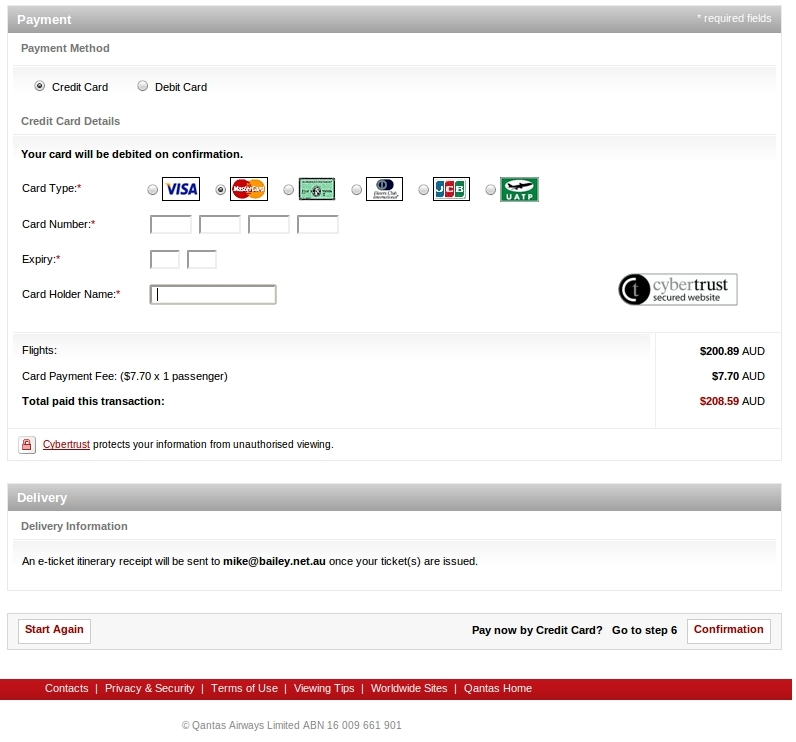 Payment
* required fields
Payment Method
Credit Card Debit Card
Credit Card Details
Your card will be debited on confirmation.
Card Type:* VISA MasterCard Diners Club International JCB UATP
Card Number:*
Expiry:*
Card Holder Name:*
cybertrust
secured website
Flights: $200.89 AUD
Card Payment Fee: ($7.70 x 1 passenger) $7.70 AUD
Total paid this transaction: $208.59 AUD
Cybertrust protects your information from unauthorised viewing.
Delivery
Delivery Information
An e-ticket itinerary receipt will be sent to mike@bailey.net.au once your ticket(s) are issued.
Start Again Pay now by Credit Card? Go to step 6 Confirmation
Contacts | Privacy & Security | Terms of Use | Viewing Tips | Worldwide Sites | Qantas Home
© Qantas Airways Limited ABN 16 009 661 901